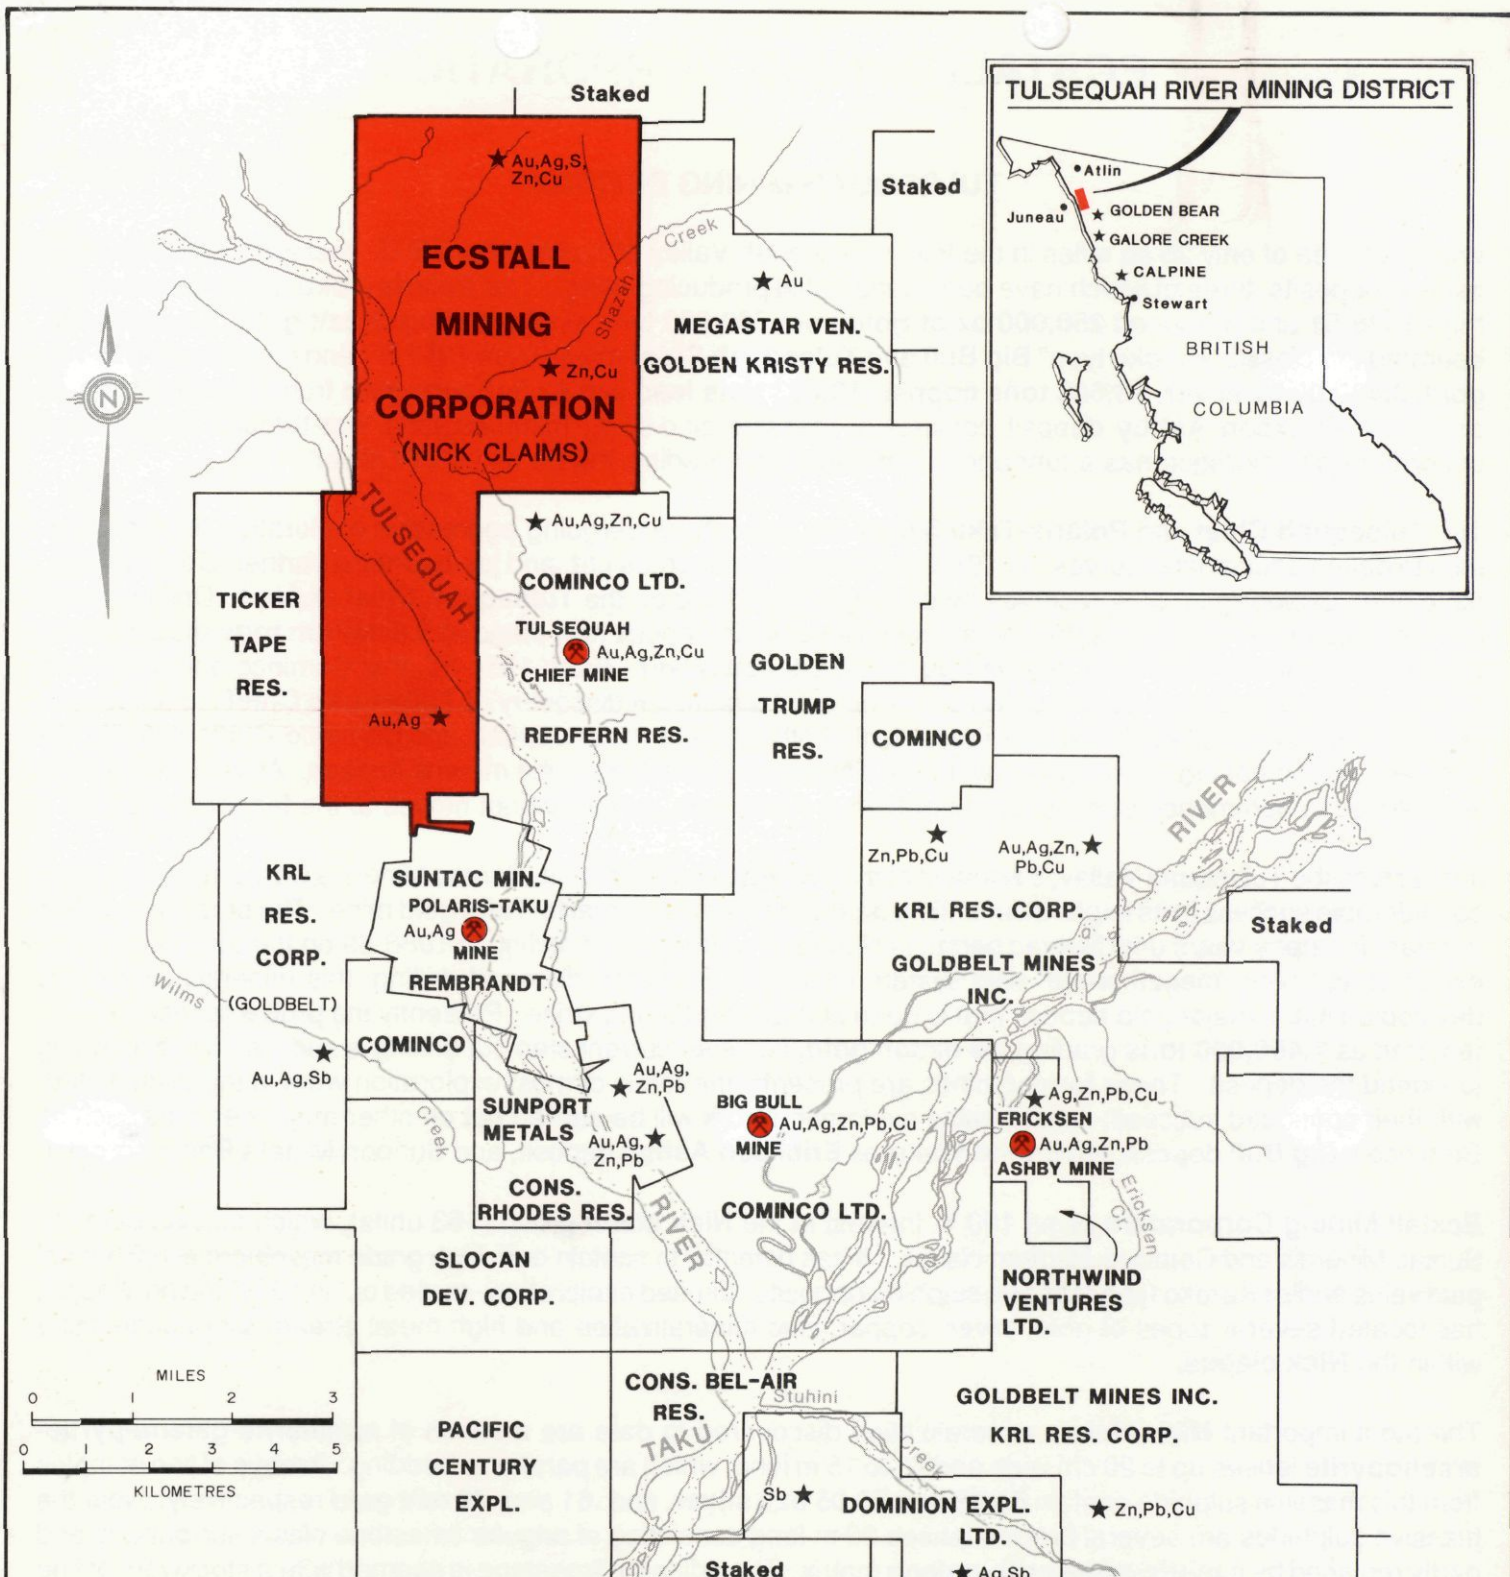 Staked
TULSEQUAH RIVER MINING DISTRICT
Atlin
Juneau
GOLDEN BEAR
GALORE CREEK
CALPINE
Stewart
BRITISH
COLUMBIA
Au,Ag,S,
Zn,Cu
Staked
ECSTALL
MINING
CORPORATION
(NICK CLAIMS)
Shazah
Creek
Au
MEGASTAR VEN.
GOLDEN KRISTY RES.
Zn,Cu
N
TULSEQUAH
Au,Ag,Zn,Cu
COMINCO LTD.
TULSEQUAH
Au,Ag,Zn,Cu
CHIEF MINE
REDFERN RES.
TICKER
TAPE
RES.
Au,Ag
GOLDEN
TRUMP
RES.
COMINCO
RIVER
Zn,Pb,Cu
Au,Ag,Zn,
Pb,Cu
KRL RES. CORP.
GOLDBELT MINES
INC.
Staked
KRL
RES.
CORP.
(GOLDBELT)
Wilms
Creek
Au,Ag,Sb
SUNTAC MIN.
POLARIS-TAKU
Au,Ag
MINE
REMBRANDT
COMINCO
Au,Ag,
Zn,Pb
SUNPORT
METALS
Au,Ag,
Zn,Pb
CONS.
RHODES RES.
RIVER
BIG BULL
Au,Ag,Zn,Pb,Cu
MINE
COMINCO LTD.
Ag,Zn,Pb,Cu
ERICKSEN
Au,Ag,Zn,Pb
ASHBY MINE
Ericksen
Cr.
NORTHWIND
VENTURES
LTD.
SLOCAN
DEV. CORP.
MILES
0 1 2 3
0 1 2 3 4 5
KILOMETRES
PACIFIC
CENTURY
EXPL.
CONS. BEL-AIR
RES.
TAKU
Stuhini
Creek
GOLDBELT MINES INC.
KRL RES. CORP.
Sb
DOMINION EXPL.
LTD.
Zn,Pb,Cu
Staked
Ag,Sb